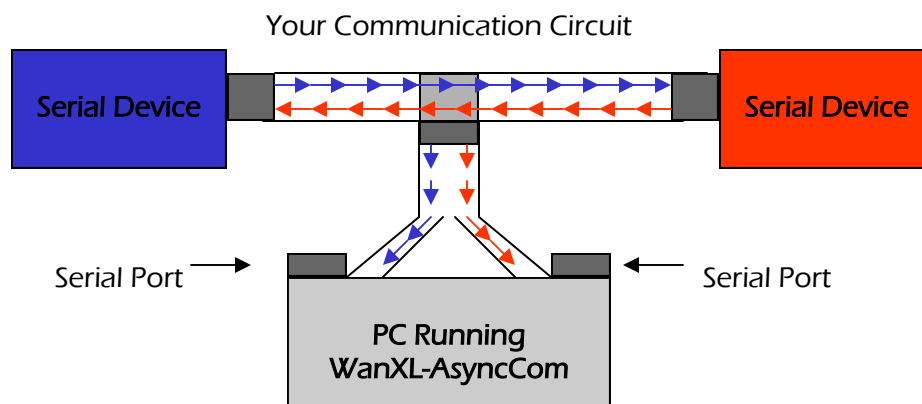 Your Communication Circuit
Serial Device
Serial Device
Serial Port
Serial Port
PC Running
WanXL-AsyncCom